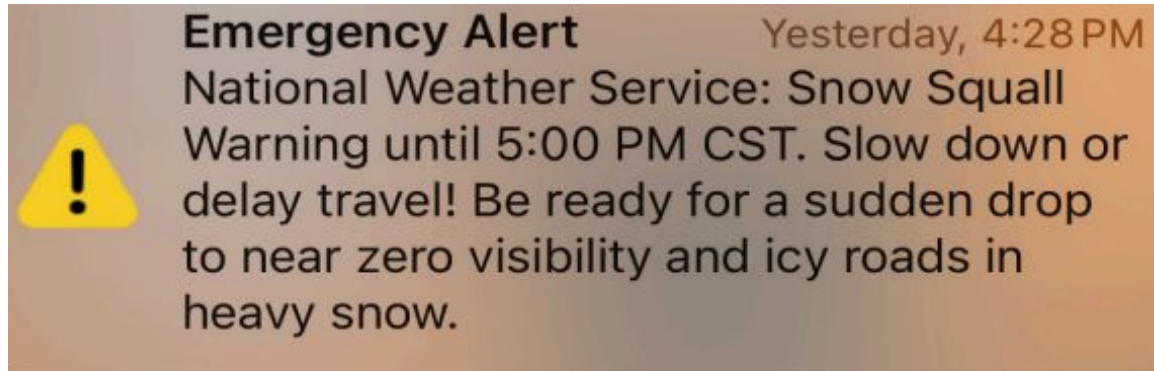 Emergency Alert Yesterday, 4:28 PM
National Weather Service: Snow Squall
Warning until 5:00 PM CST. Slow down or
delay travel! Be ready for a sudden drop
to near zero visibility and icy roads in
heavy snow.